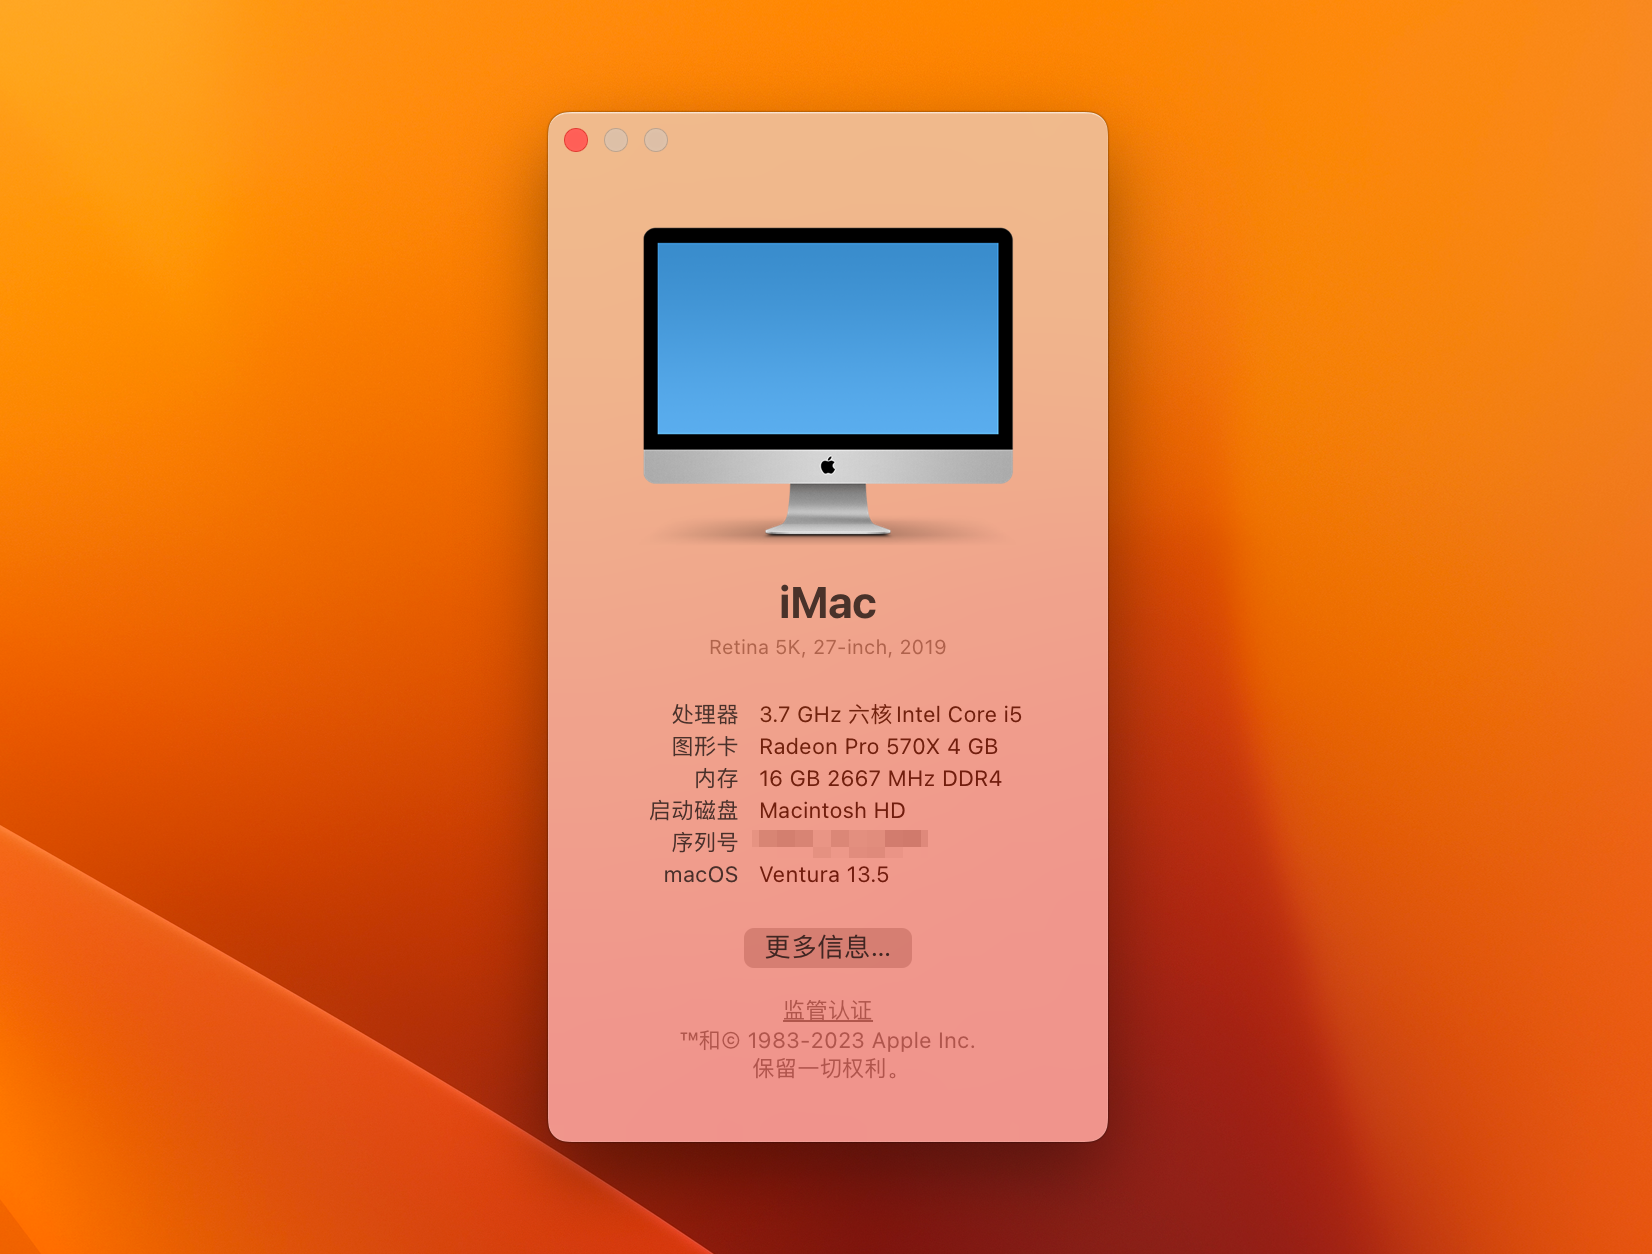 iMac
Retina 5K, 27-inch, 2019
处理器 3.7 GHz 六核Intel Core i5
图形卡 Radeon Pro 570X 4 GB
内存 16 GB 2667 MHz DDR4
启动磁盘 Macintosh HD
序列号
macOS Ventura 13.5
更多信息...
监管认证
™和© 1983-2023 Apple Inc.
保留一切权利。